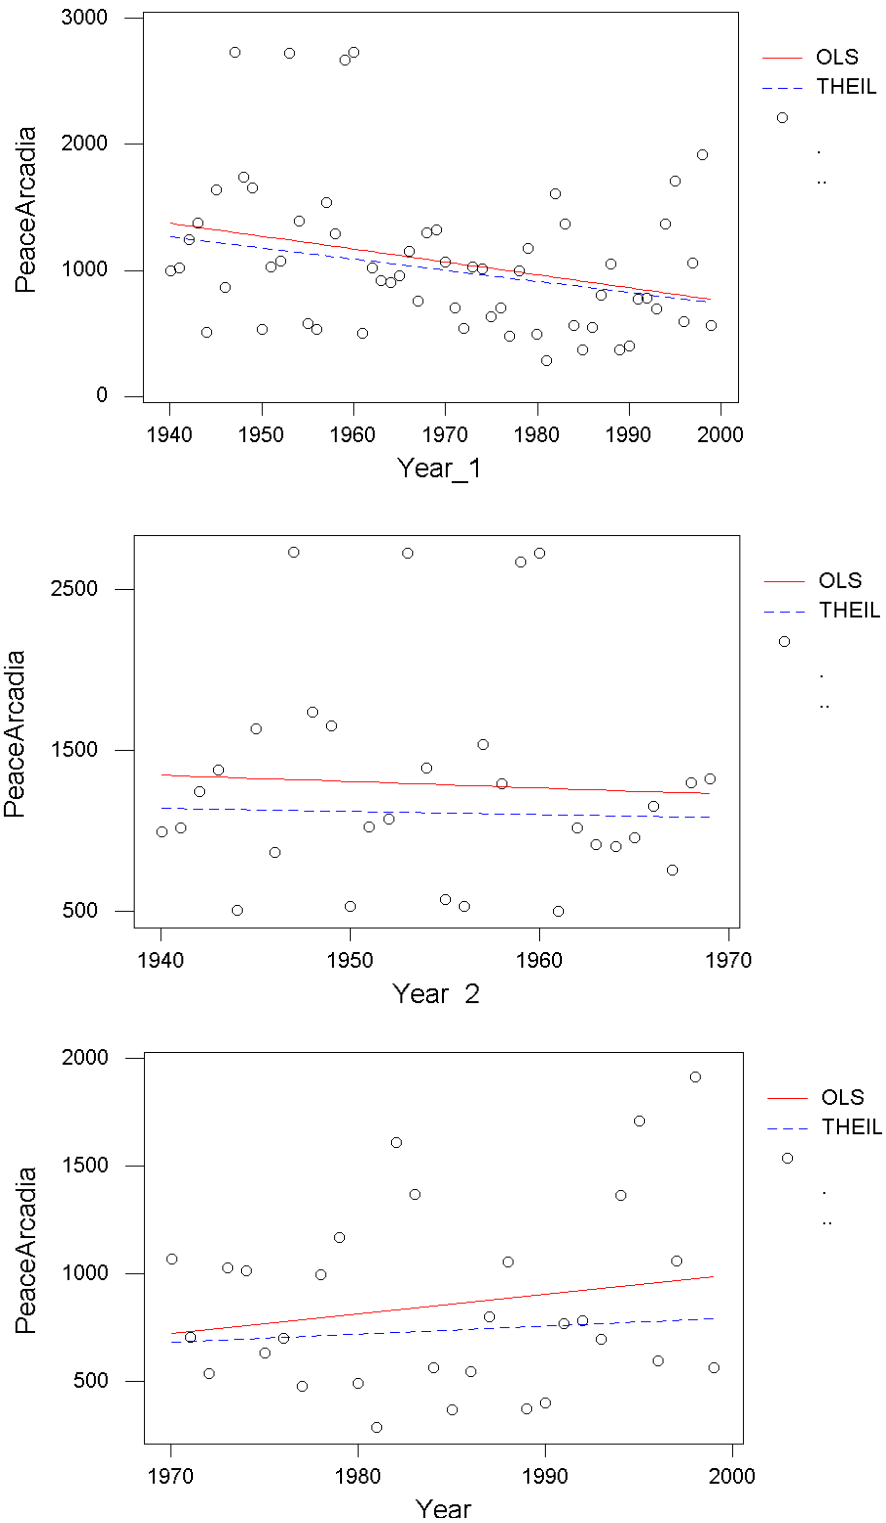 3000
OLS
THEIL
2000
.
..
PeaceArcadia
1000
0
1940 1950 1960 1970 1980 1990 2000
Year_1
OLS
2500
THEIL
.
..
PeaceArcadia
1500
500
1940 1950 1960 1970
Year 2
2000
OLS
THEIL
1500
.
..
PeaceArcadia
1000
500
1970 1980 1990 2000
Year